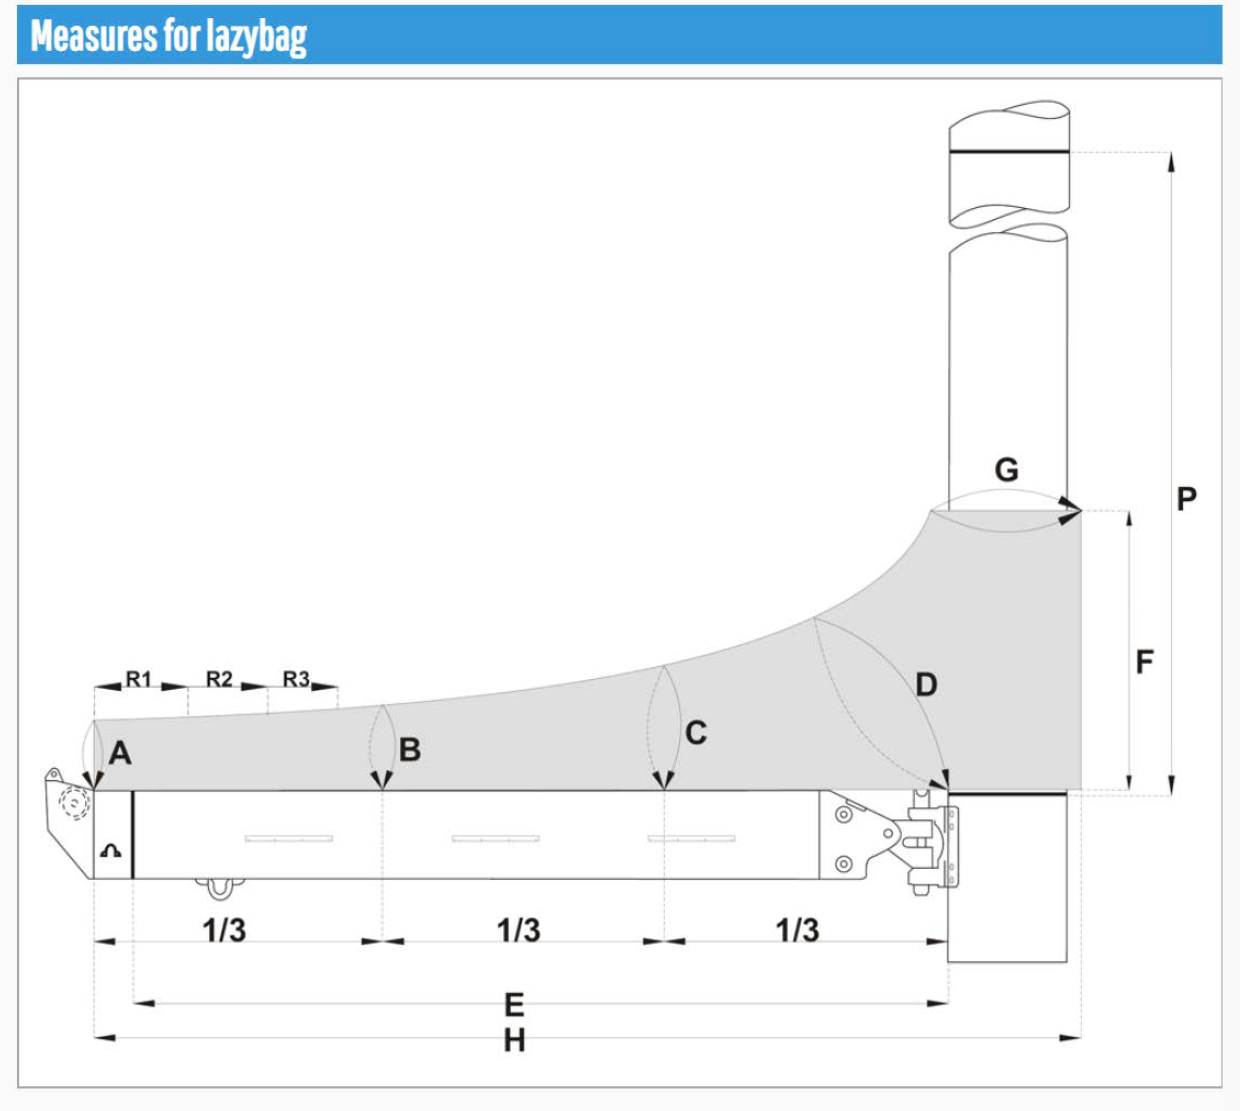 Measures for lazybag
G
P
F
R1 R2 R3
D
C
A
B
1/3 1/3 1/3
E
H